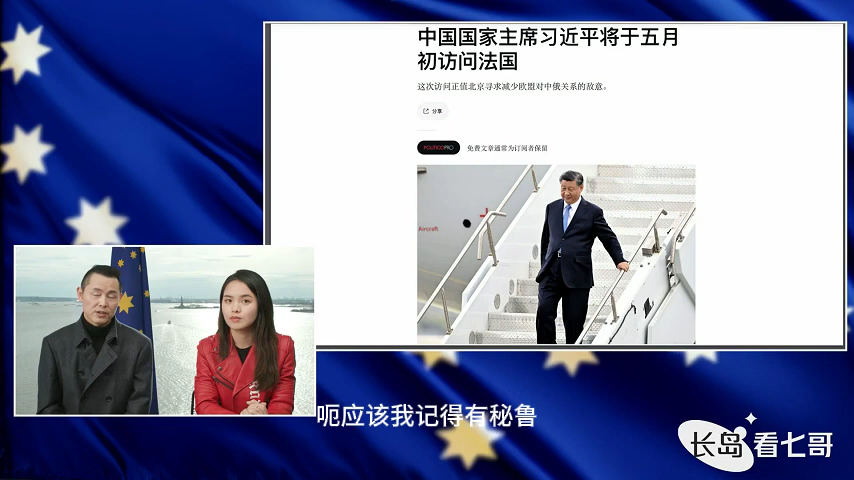 中国国家主席习近平将于五月
初访问法国
这次访问正值北京寻求减少欧盟对中俄关系的敌意。
分享
POLITICOPRO 免费文章通常为订阅者保留
Aircraft
呃应该我记得有秘鲁
长岛看七哥